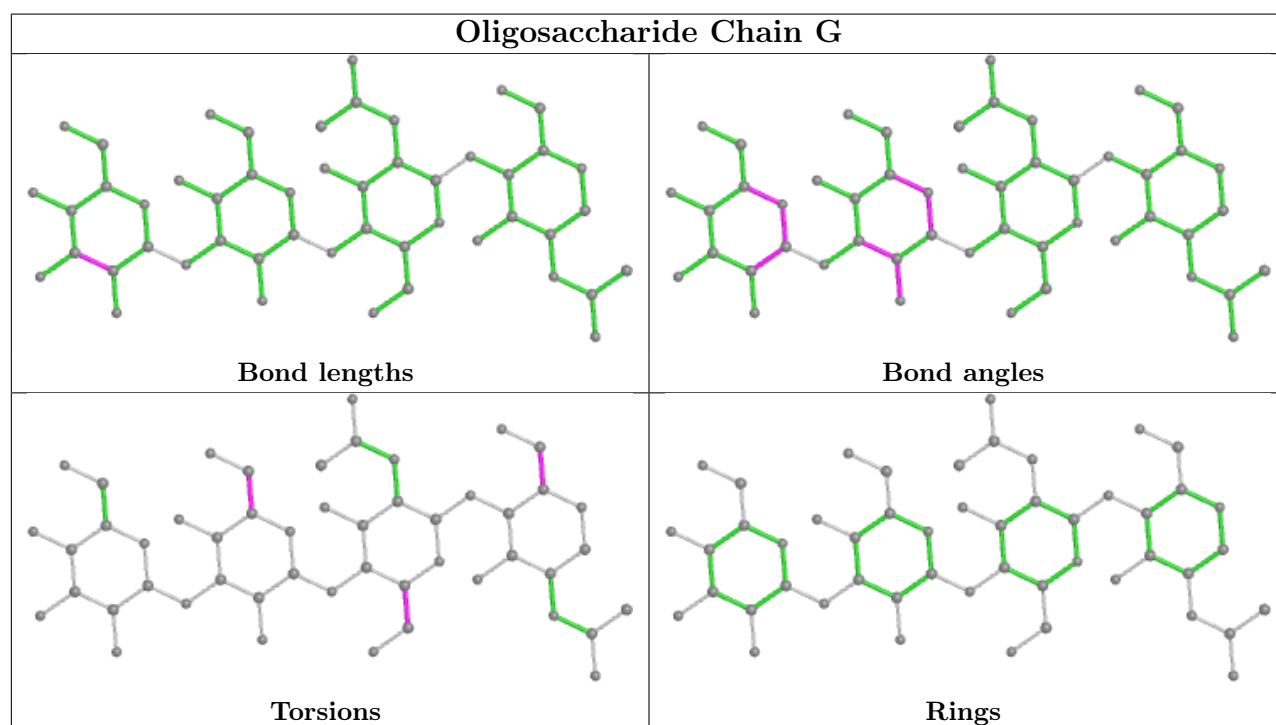 Oligosaccharide Chain G
Bond lengths
Bond angles
Torsions
Rings